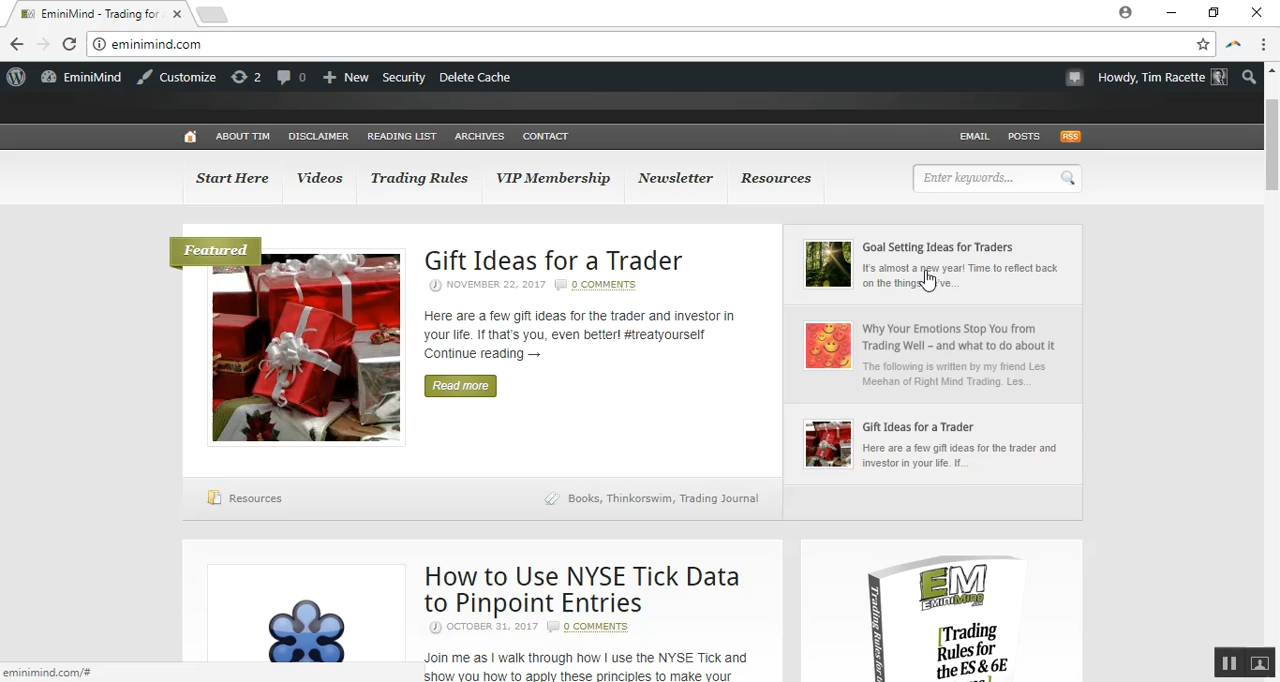 EminiMind - Trading for
eminimind.com
EminiMind Customize 2 0 New Security Delete Cache Howdy, Tim Racette
ABOUT TIM DISCLAIMER READING LIST ARCHIVES CONTACT EMAIL POSTS RSS
Start Here Videos Trading Rules VIP Membership Newsletter Resources Enter keywords...
Featured
Gift Ideas for a Trader
NOVEMBER 22, 2017 0 COMMENTS
Here are a few gift ideas for the trader and investor in
your life. If that's you, even better! #treatyourself
Continue reading →
Read more
Resources
Books, Thinkorswim, Trading Journal
Goal Setting Ideas for Traders
It's almost a new year! Time to reflect back
on the things
Why Your Emotions Stop You from
Trading Well – and what to do about it
The following is written by my friend Les
Meehan of Right Mind Trading. Les...
Gift Ideas for a Trader
Here are a few gift ideas for the trader and
investor in your life. If...
How to Use NYSE Tick Data
to Pinpoint Entries
OCTOBER 31, 2017 0 COMMENTS
Join me as I walk through how I use the NYSE Tick and
show you how to apply these principles to make your
EM
EMINIMIND
.COM
[Trading
Rules for
the ES & 6E
eminimind.com/#